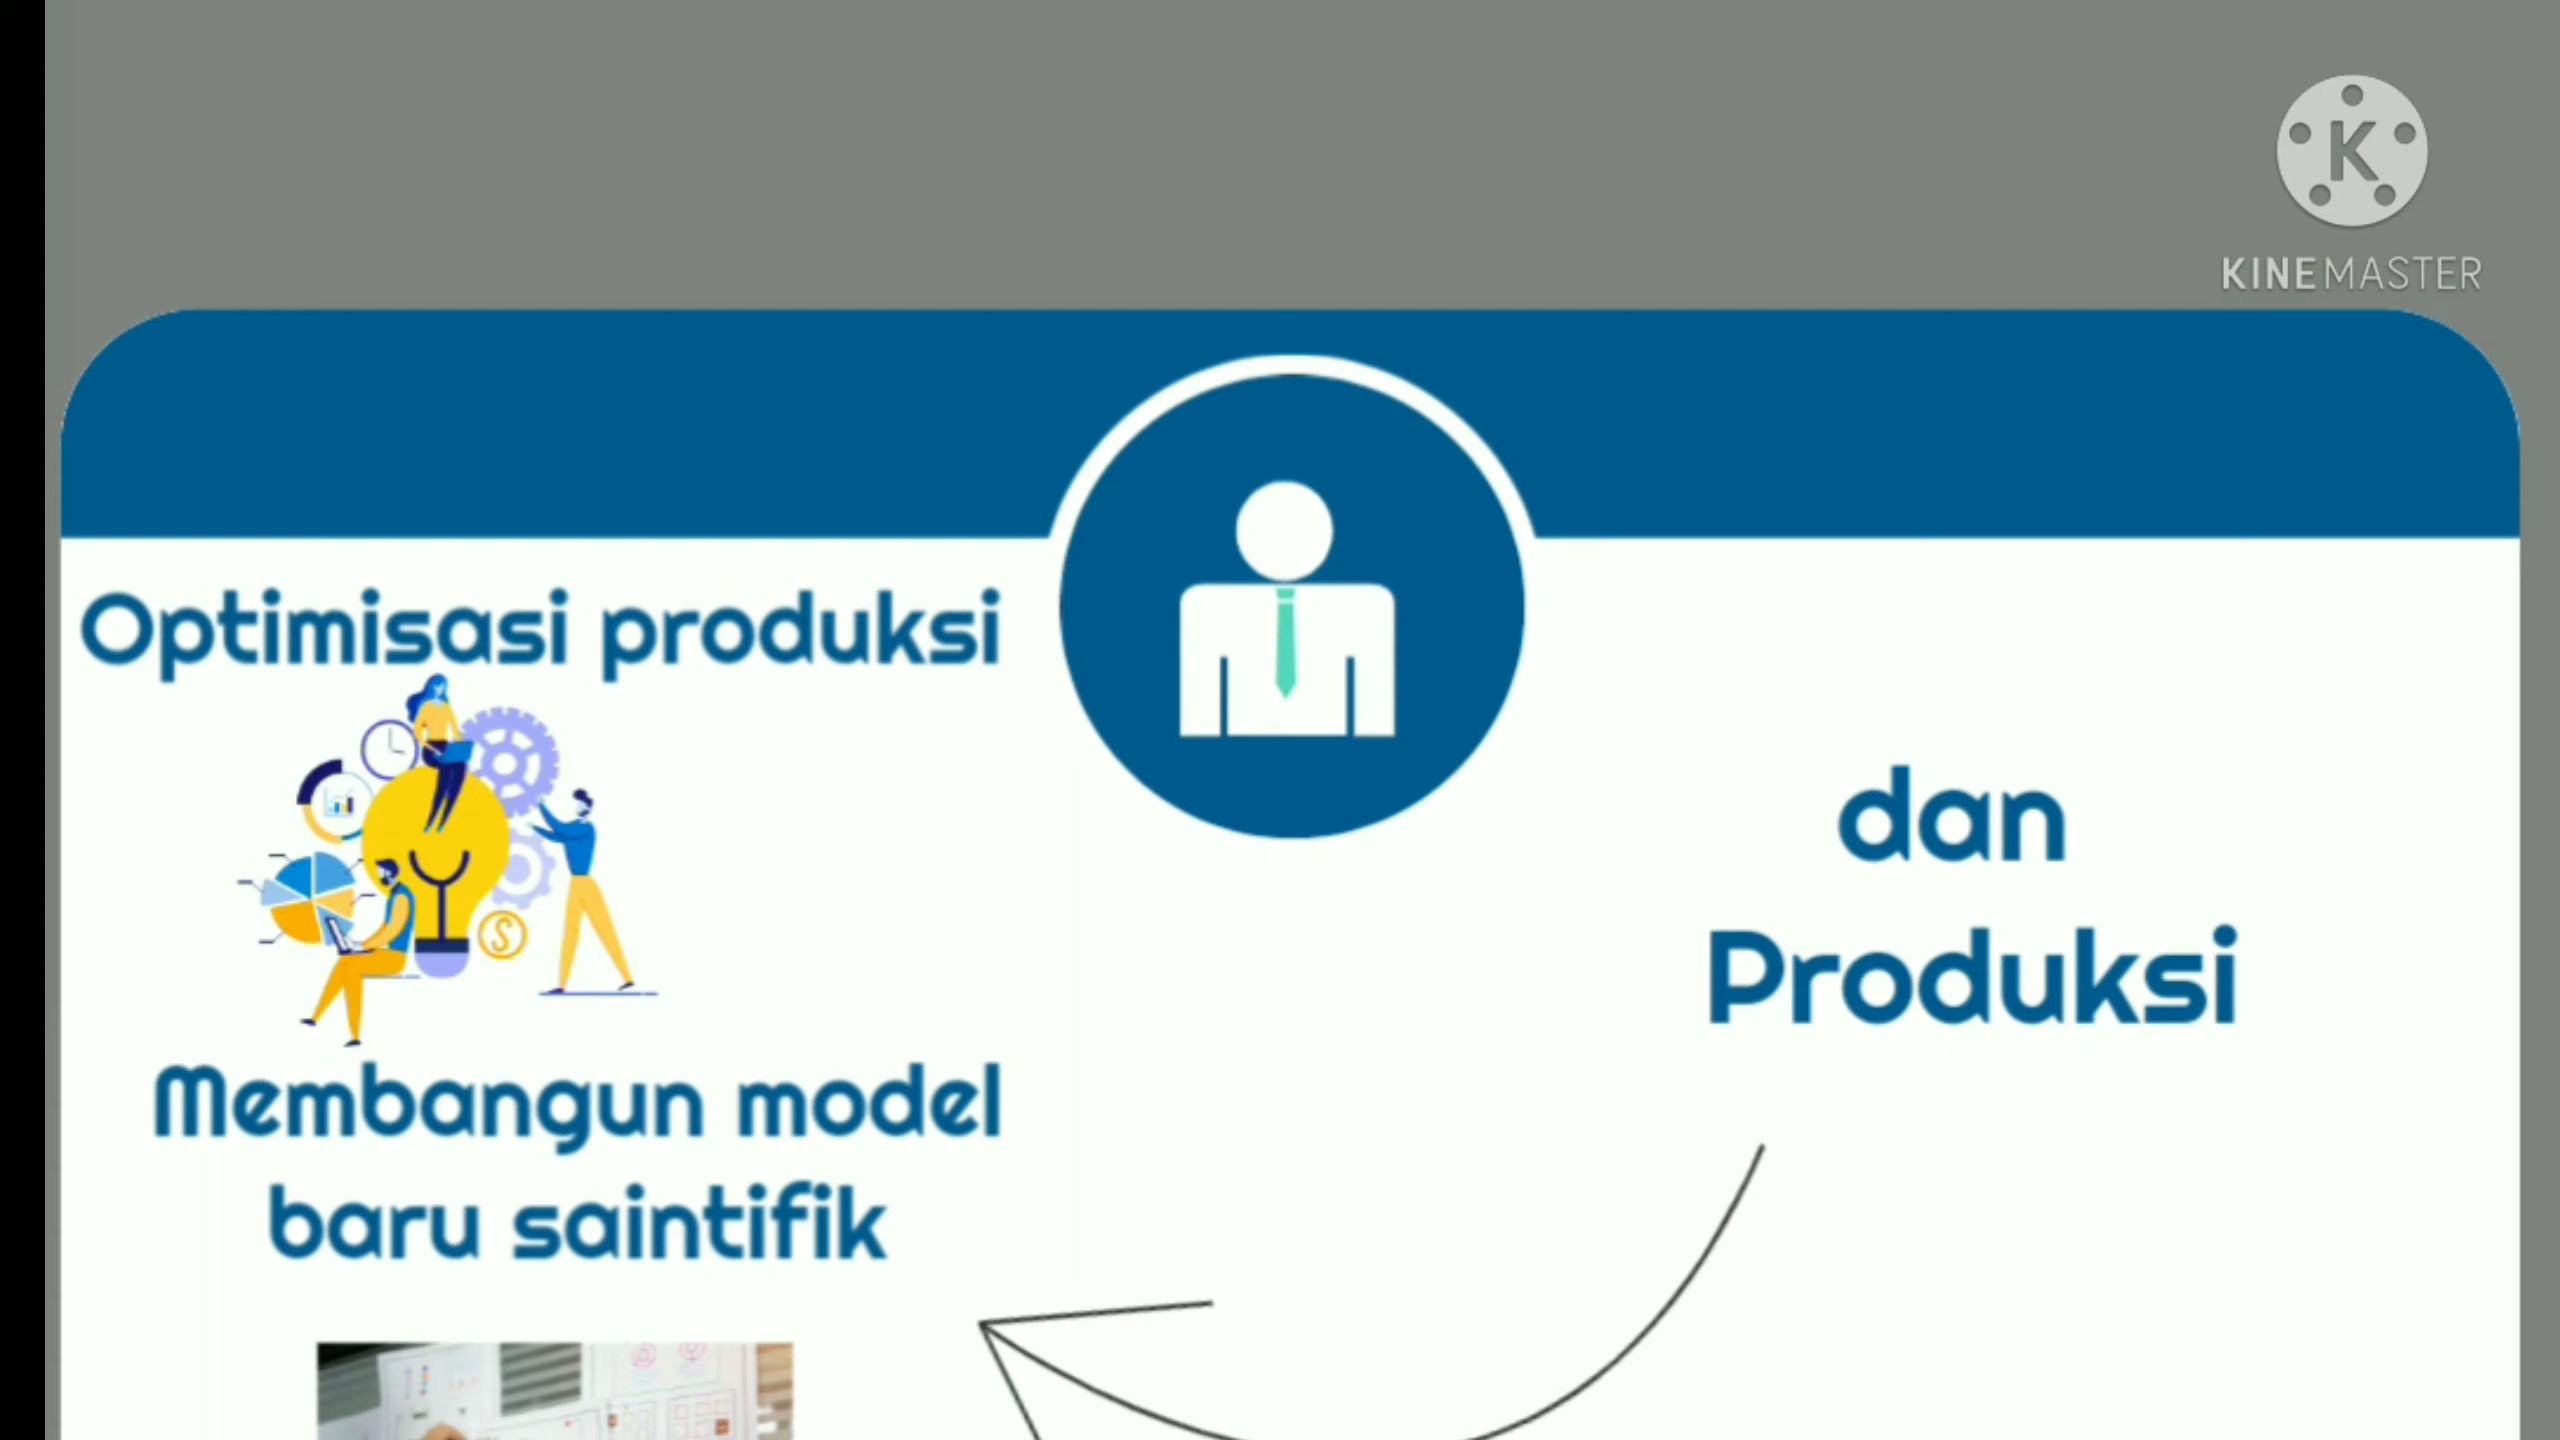 K
KINEMASTER
Optimisasi produksi
Membangun model
baru saintifik
dan
Produksi